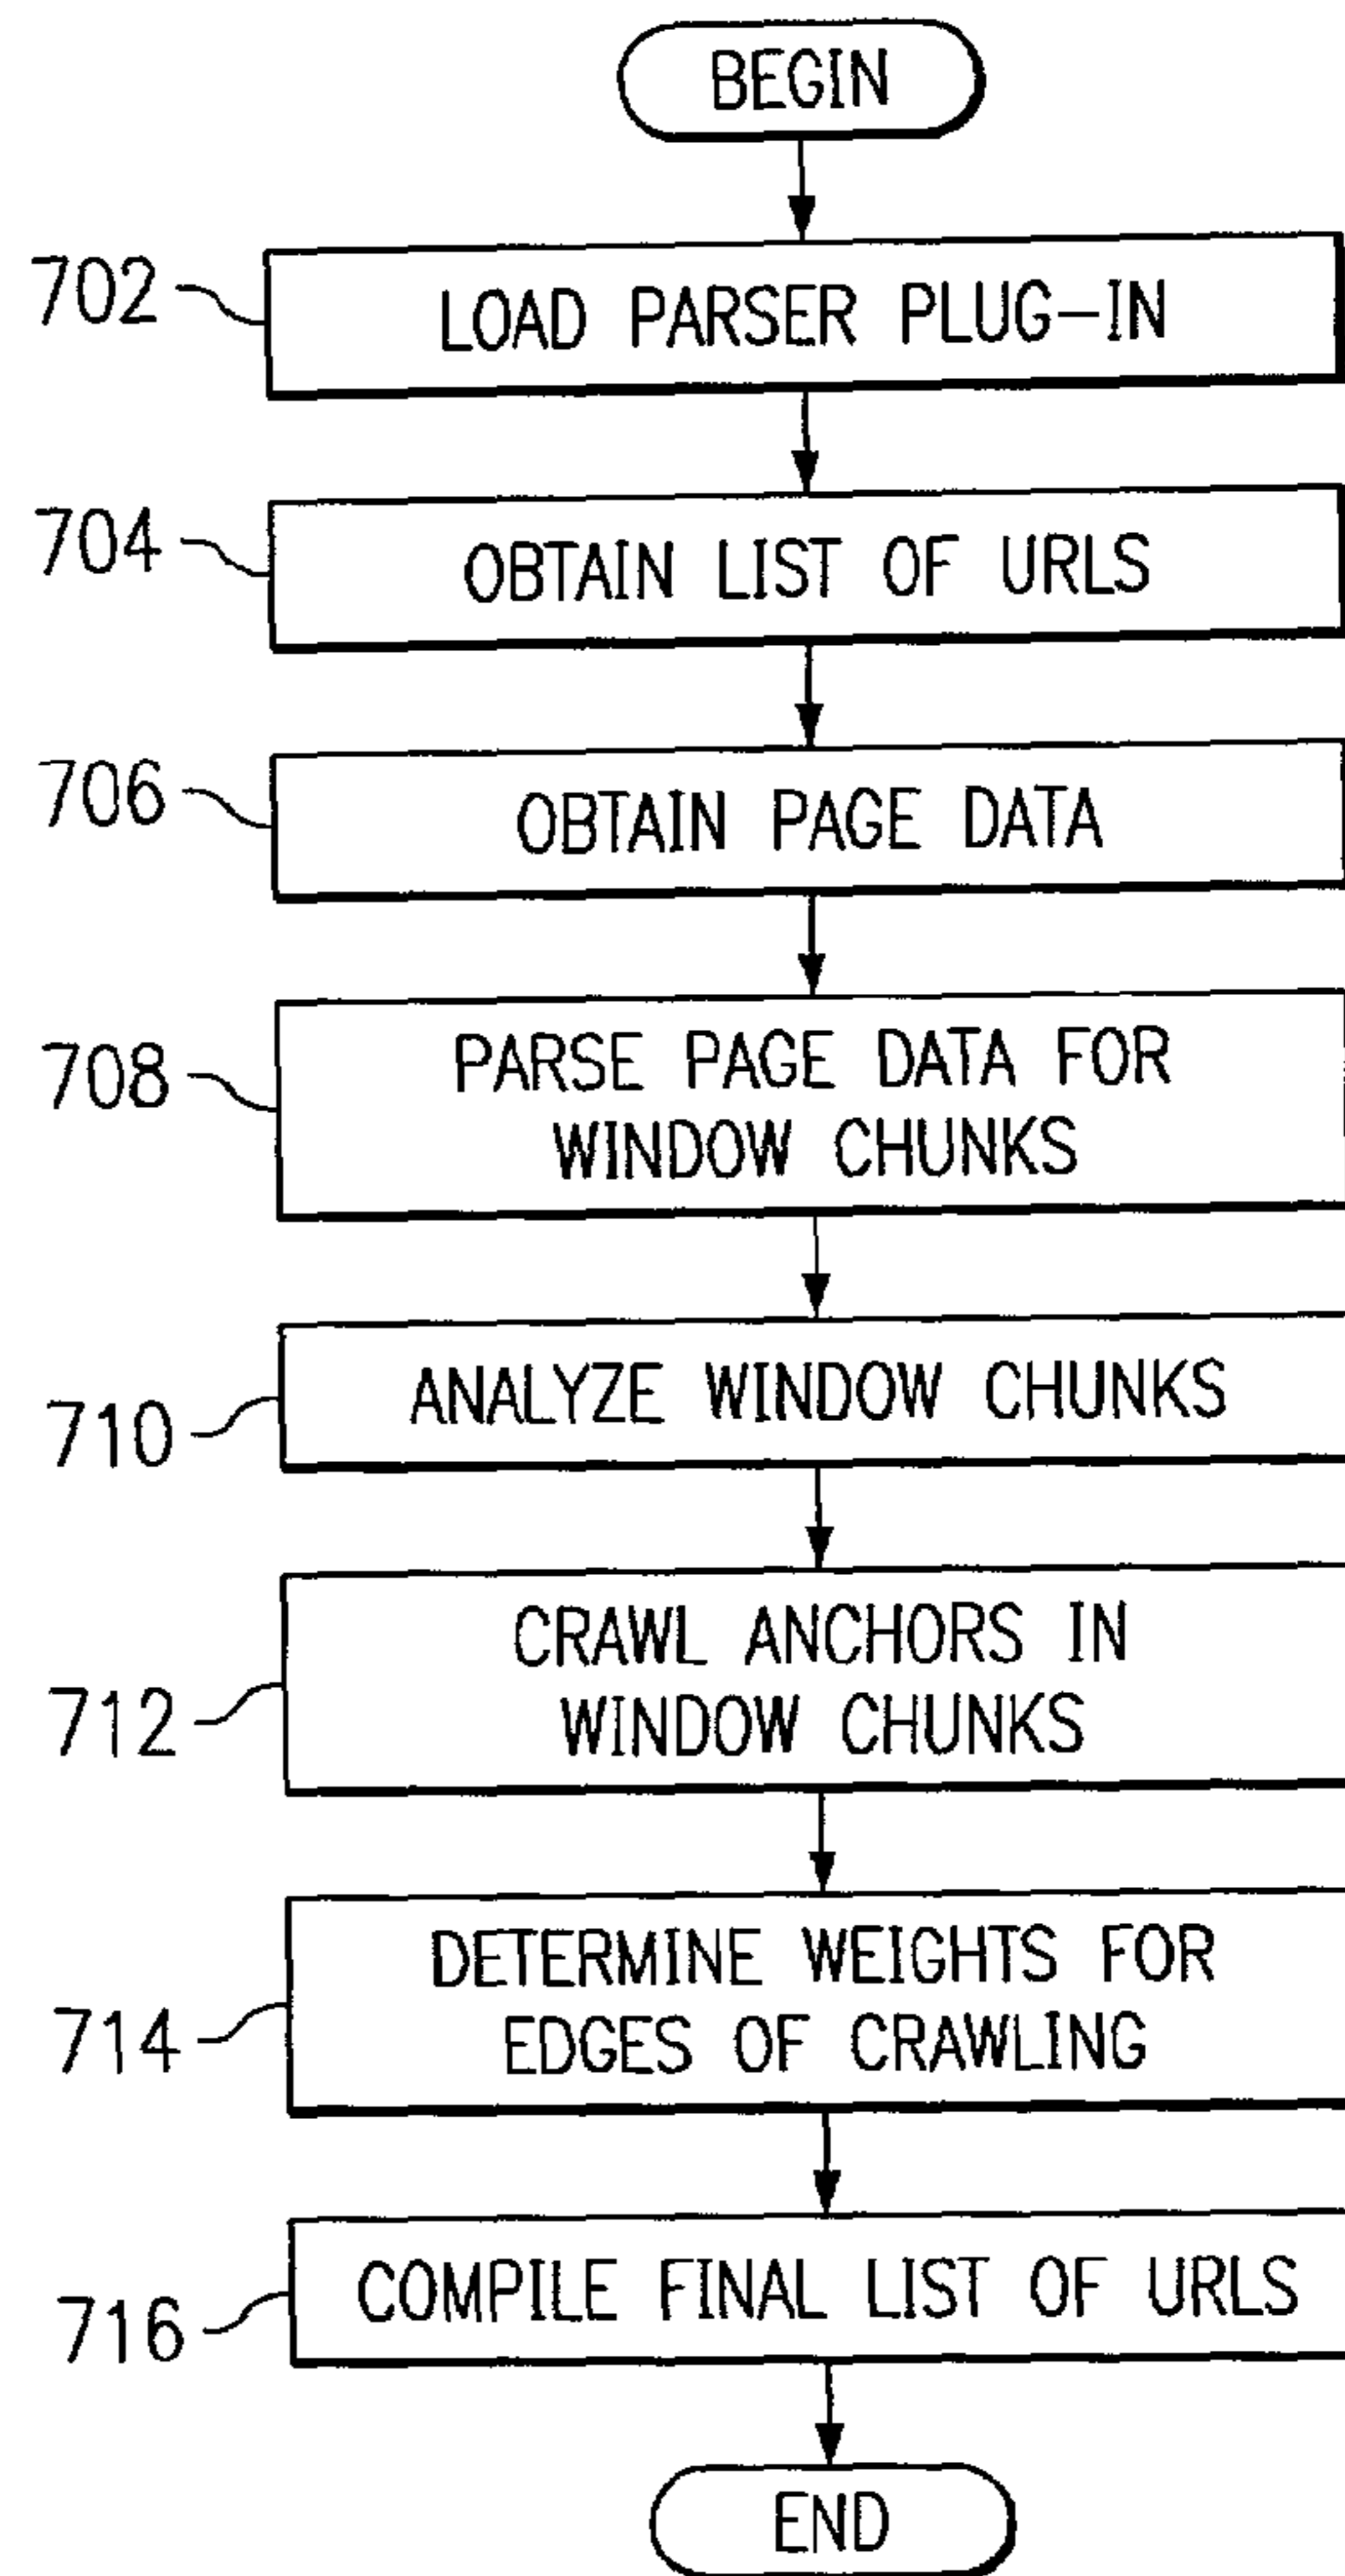 BEGIN
702
LOAD PARSER PLUG-IN
704
OBTAIN LIST OF URLS
706
OBTAIN PAGE DATA
708
PARSE PAGE DATA FOR
WINDOW CHUNKS
710
ANALYZE WINDOW CHUNKS
712
CRAWL ANCHORS IN
WINDOW CHUNKS
714
DETERMINE WEIGHTS FOR
EDGES OF CRAWLING
716
COMPILE FINAL LIST OF URLS
END